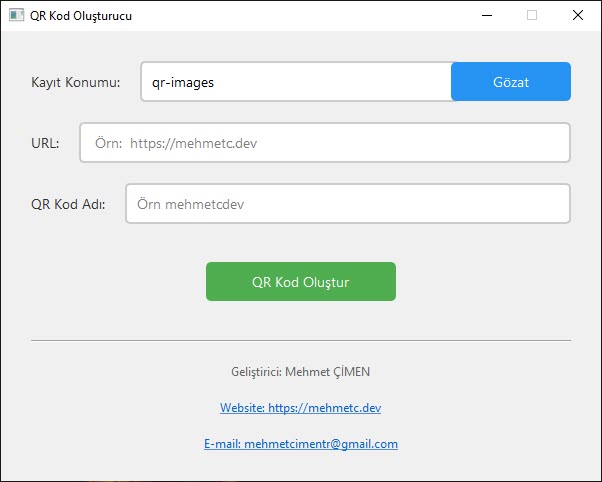 QR Kod Oluşturucu
Kayıt Konumu: qr-images Gözat
URL: Örn: https://mehmetc.dev
QR Kod Adı: Örn mehmetcdev
QR Kod Oluştur
Geliştirici: Mehmet ÇİMEN
Website: https://mehmetc.dev
E-mail: mehmetcimentr@gmail.com